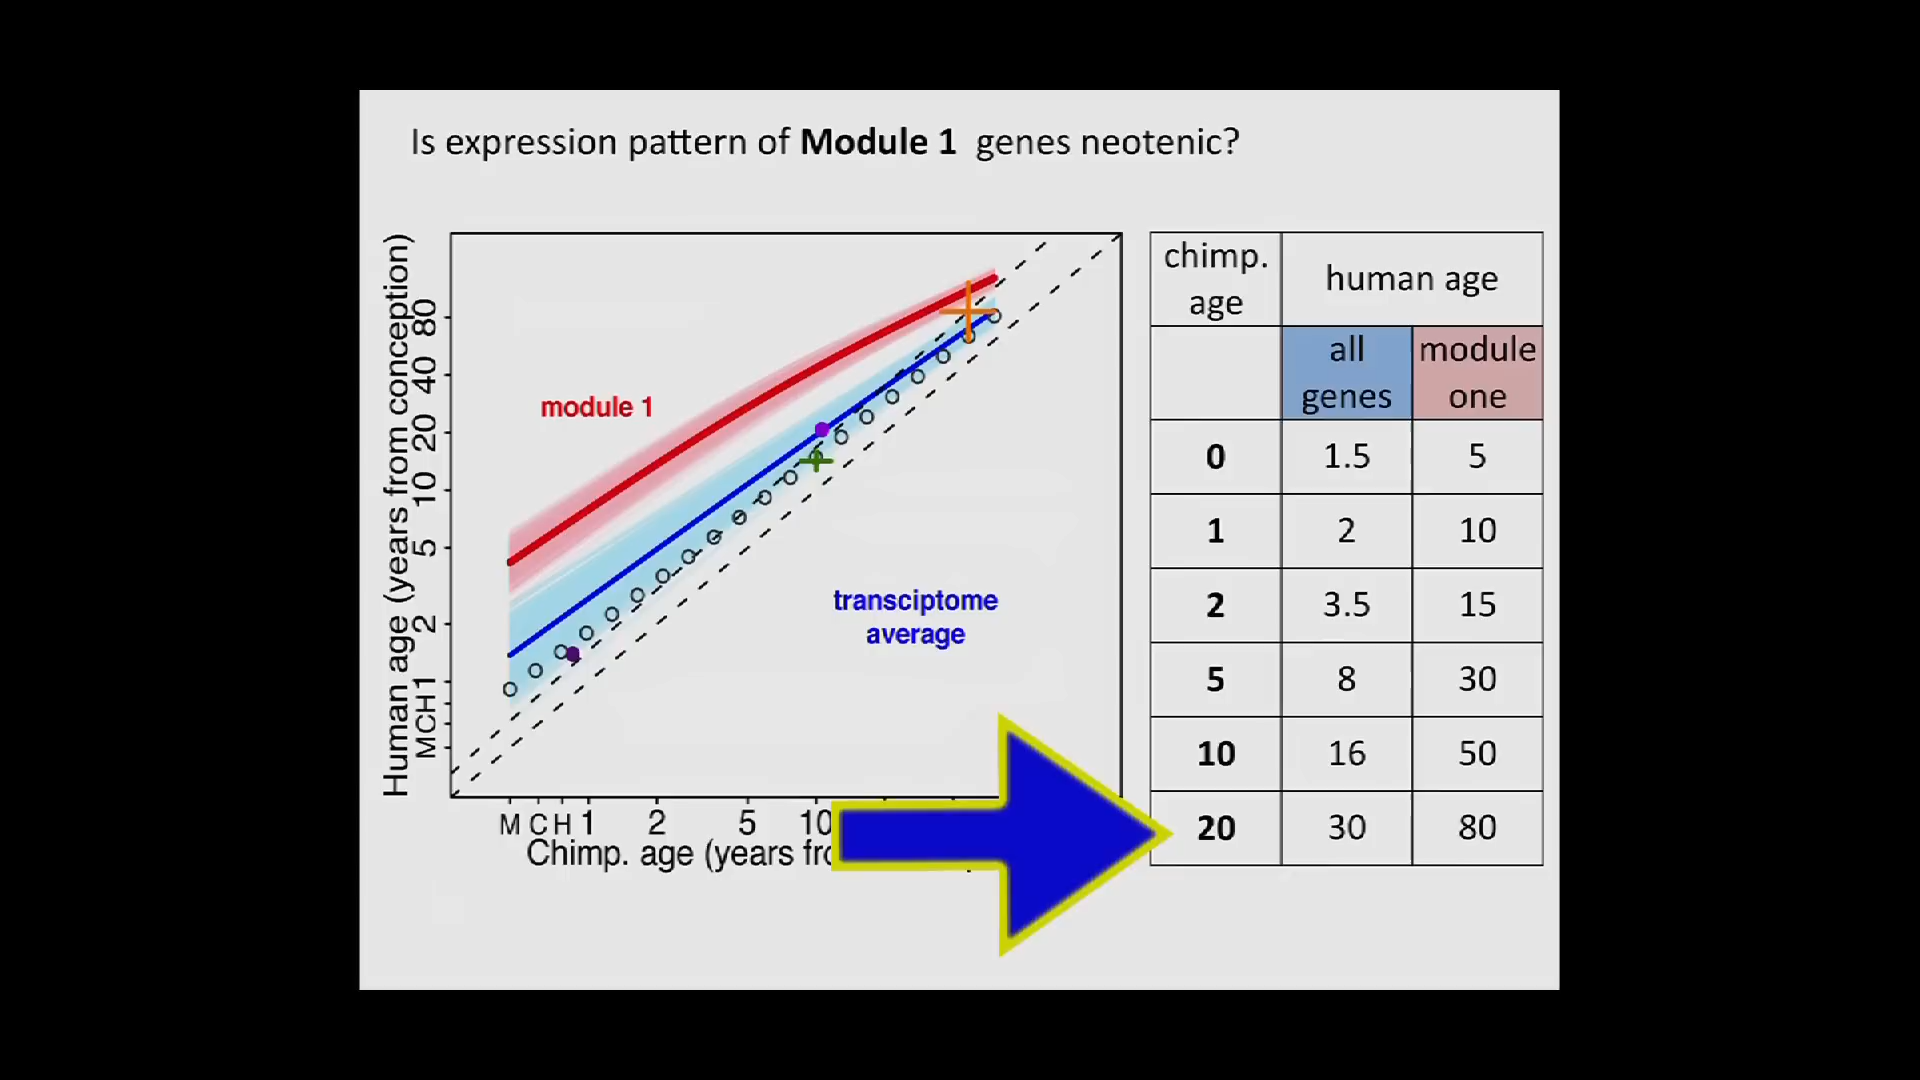 Is expression pattern of Module 1 genes neotenic?
Human age (years from conception)
80
40
20
10
5
2
1
H
C
M
module 1
transciptome
average
M C H 1 2 5 10
Chimp. age (years
chimp.
age
human age
all
genes
module
one
0 1.5 5
1 2 10
2 3.5 15
5 8 30
10 16 50
20 30 80